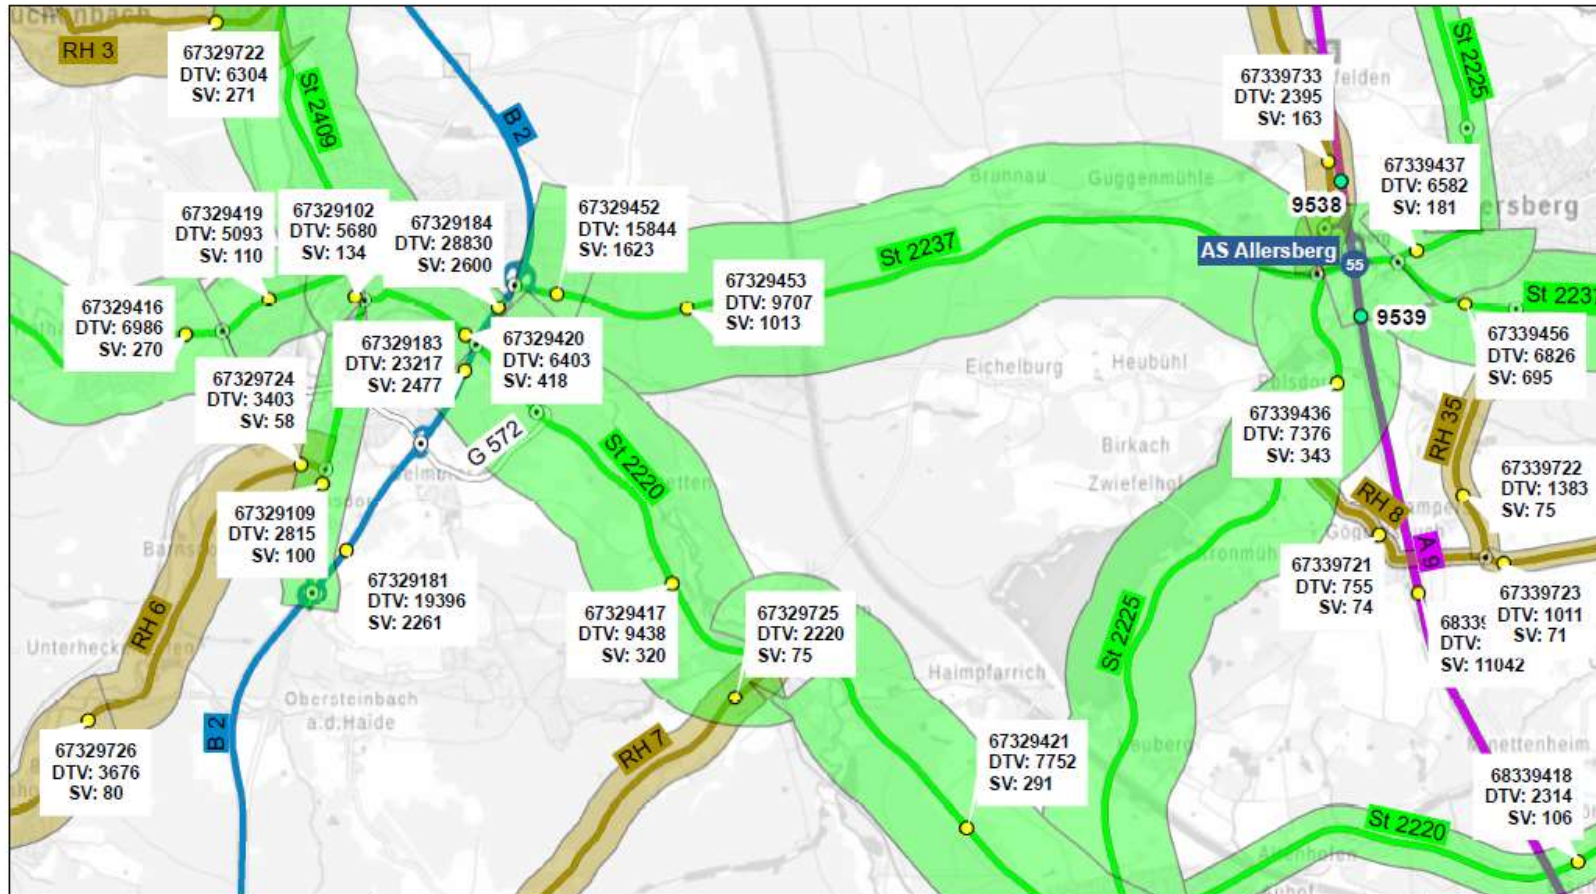 RH 3
67329722
DTV: 6304
SV: 271
St 2409
B 2
St 2225
67339733
DTV: 2395
SV: 163
67339437
DTV: 6582
SV: 181
9538
AS Allersberg
55
Brunnau
Guggenmühle
67329419
DTV: 5093
SV: 110
67329102
DTV: 5680
SV: 134
67329184
DTV: 28830
SV: 2600
67329452
DTV: 15844
SV: 1623
St 2237
67329453
DTV: 9707
SV: 1013
67329416
DTV: 6986
SV: 270
67329183
DTV: 23217
SV: 2477
67329420
DTV: 6403
SV: 418
9539
St 2237
67339456
DTV: 6826
SV: 695
Eichelburg
Heubühl
67329724
DTV: 3403
SV: 58
G 572
St 2220
67339436
DTV: 7376
SV: 343
RH 35
Birkach
Zwiefelhof
67339722
DTV: 1383
SV: 75
RH 8
A 9
67329109
DTV: 2815
SV: 100
67339721
DTV: 755
SV: 74
67339723
DTV: 1011
SV: 71
6833
DTV:
SV: 11042
67329181
DTV: 19396
SV: 2261
67329417
DTV: 9438
SV: 320
67329725
DTV: 2220
SV: 75
RH 6
St 2225
Haimpfarrich
Obersteinbach
a.d.Haide
B 2
RH 7
67329726
DTV: 3676
SV: 80
67329421
DTV: 7752
SV: 291
68339418
DTV: 2314
SV: 106
St 2220